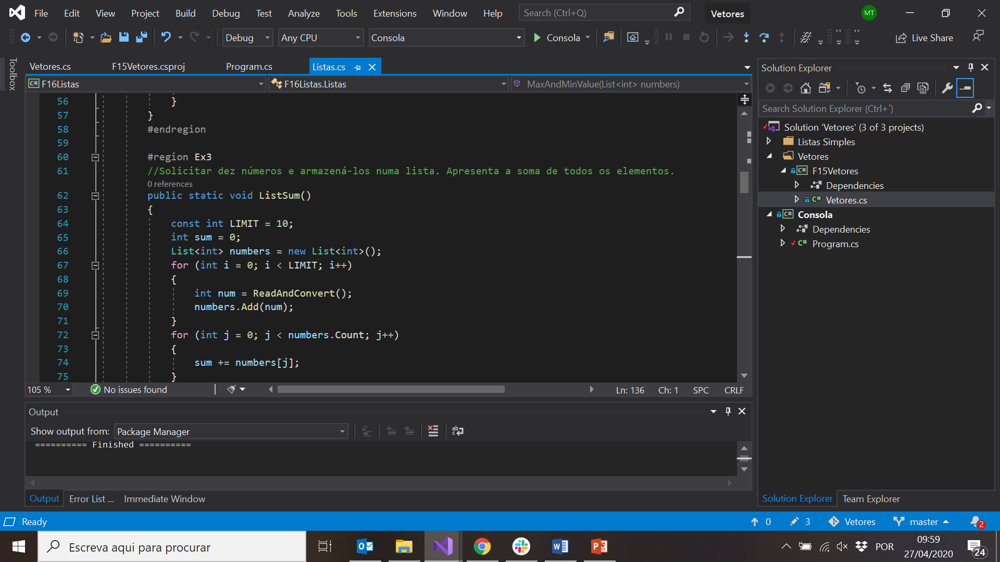 File Edit View Project Build Debug Test Analyze Tools Extensions Window Help Search (Ctrl+Q) Vetores MT
Debug Any CPU Consola Consola Live Share
Toolbox
Vetores.cs F15Vetores.csproj Program.cs Listas.cs
C# F16Listas F16Listas.Listas MaxAndMinValue(List<int> numbers)
56 }
57 }
58 #endregion
59
60 #region Ex3
61 //Solicitar dez números e armazená-los numa lista. Apresenta a soma de todos os elementos.
0 references
62 public static void ListSum()
63 {
64 const int LIMIT = 10;
65 int sum = 0;
66 List<int> numbers = new List<int>();
67 for (int i = 0; i < LIMIT; i++)
68 {
69 int num = ReadAndConvert();
70 numbers.Add(num);
71 }
72 for (int j = 0; j < numbers.Count; j++)
73 {
74 sum += numbers[j];
75 }
105 % No issues found Ln: 136 Ch: 1 SPC CRLF
Output
Show output from: Package Manager
========== Finished ==========
Output Error List ... Immediate Window
Solution Explorer
Search Solution Explorer (Ctrl+´)
Solution 'Vetores' (3 of 3 projects)
Listas Simples
Vetores
C# F15Vetores
Dependencies
C# Vetores.cs
C# Consola
Dependencies
C# Program.cs
Solution Explorer Team Explorer
Ready 0 3 Vetores master 2
Escreva aqui para procurar POR 09:59
27/04/2020 24